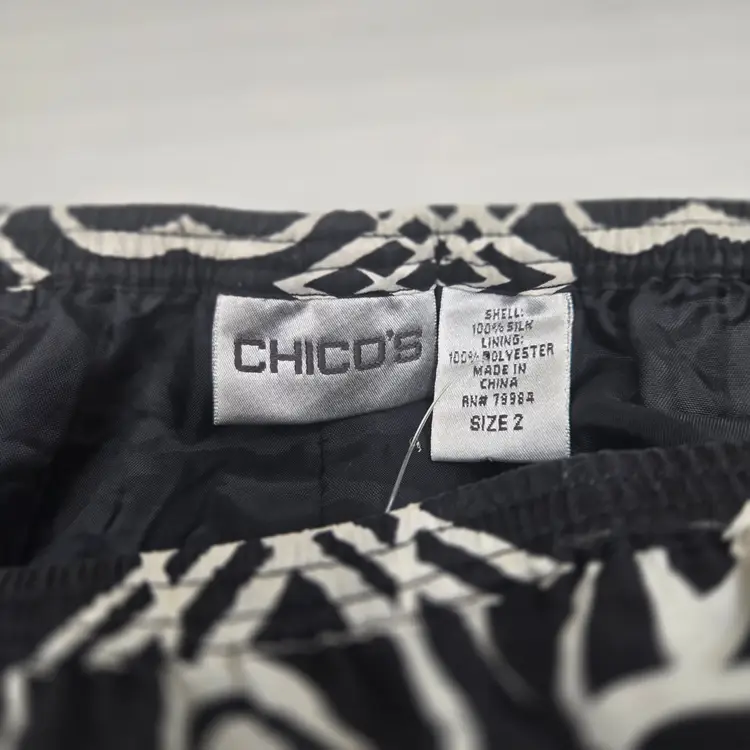 CHICO'S
SHELL:
100% SILK
LINING:
100% POLYESTER
MADE IN
CHINA
RN# 79984
SIZE 2